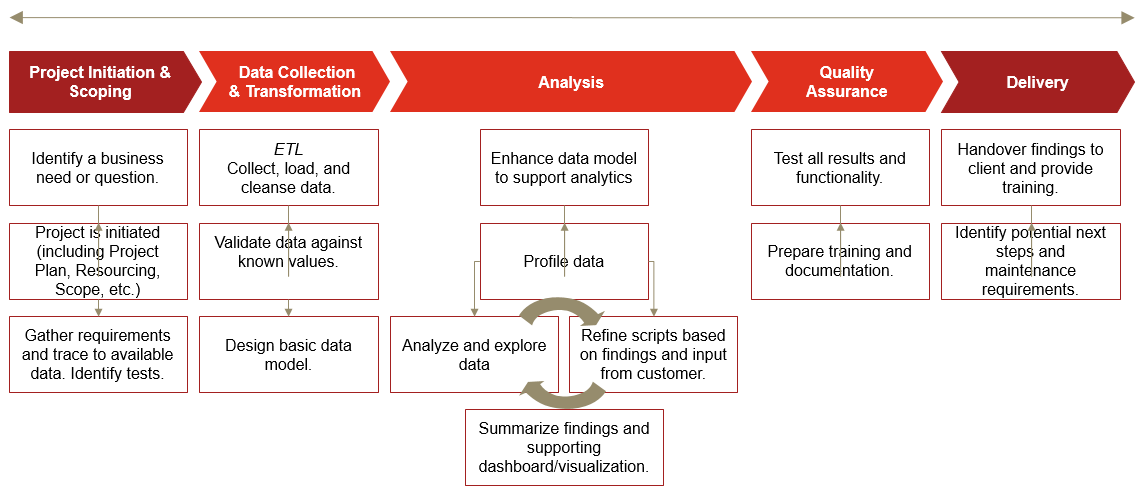 Project Initiation &
Scoping
Data Collection
& Transformation
Analysis
Quality
Assurance
Delivery
Identify a business
need or question.
Project is initiated
(including Project
Plan, Resourcing,
Scope, etc.)
Gather requirements
and trace to available
data. Identify tests.
ETL
Collect, load, and
cleanse data.
Validate data against
known values.
Design basic data
model.
Enhance data model
to support analytics
Profile data
Analyze and explore
data
Refine scripts based
on findings and input
from customer.
Summarize findings and
supporting
dashboard/visualization.
Test all results and
functionality.
Prepare training and
documentation.
Handover findings to
client and provide
training.
Identify potential next
steps and
maintenance
requirements.